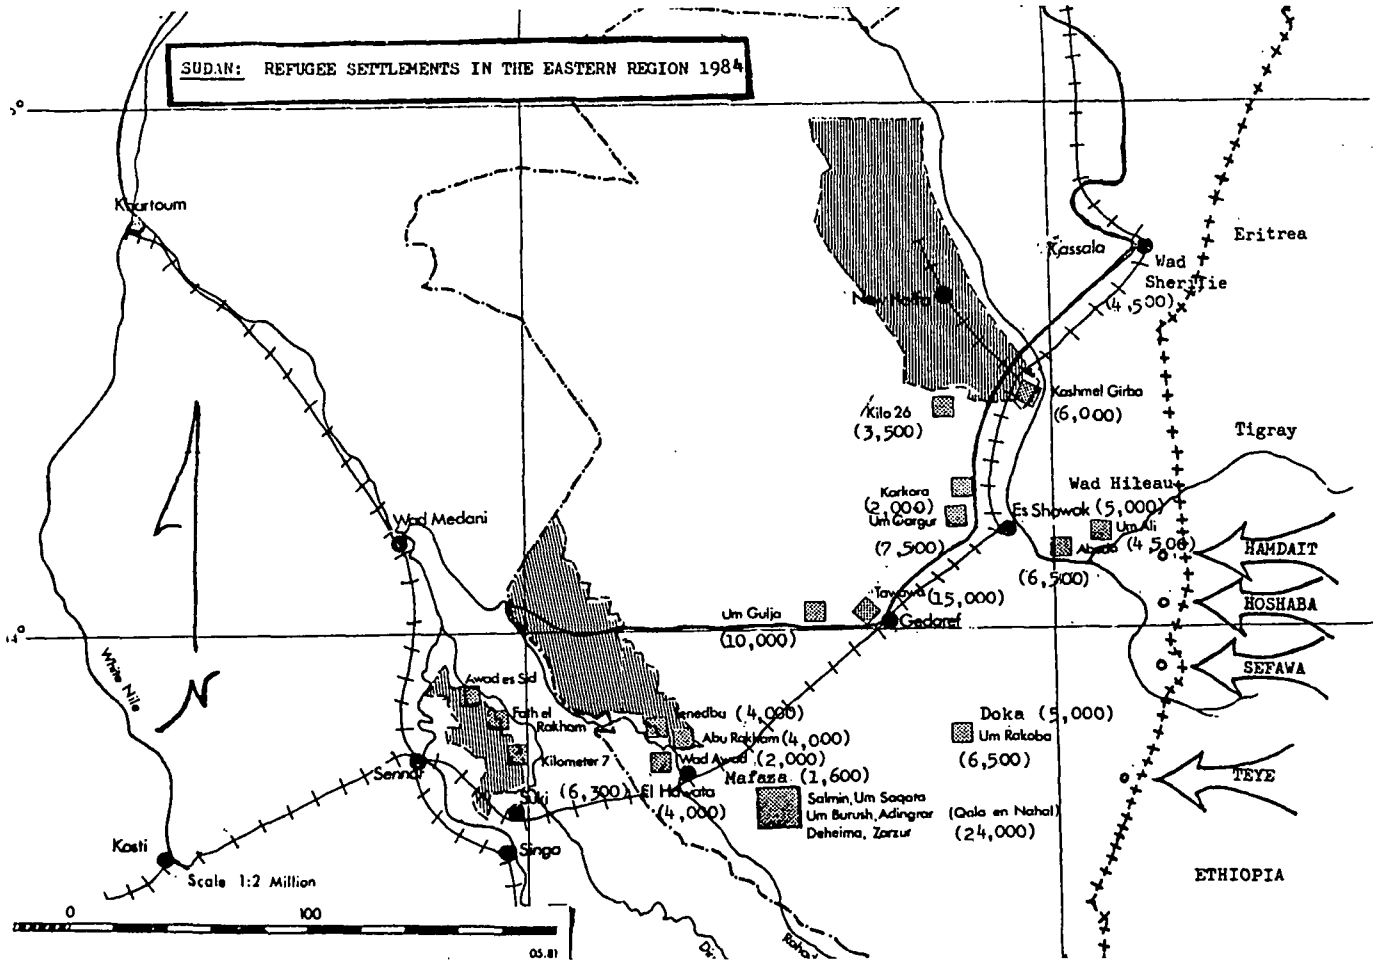 SUDAN: REFUGEE SETTLEMENTS IN THE EASTERN REGION 1984
Khartoum
Eritrea
Kassala
Wad
Sherifie
(4,500)
New Halfa
Kashmel Girba
(6,000)
Kilo 26
(3,500)
Tigray
Wad Hileau
(5,000)
Karkora
(2,000)
Um Gargur
(7,500)
Es Showak
Um Ali
(4,500)
Abuda
(6,500)
HAMDAIT
Wad Medani
HOSHABA
Tawawa (15,000)
Um Gulja
(10,000)
Gedaref
14°
SEFAWA
White Nile
N
Awad es Sid
Fath el
Rakham
Kilometer 7
(6,300)
Suki
Sennar
Singa
Kosti
(4,000)
Abu Rakham (4,000)
Wad Awad (2,000)
Mafaza (1,600)
El Hawata
(4,000)
Doka (5,000)
Um Rakoba
(6,500)
TEYE
Salmin, Um Saqata
Um Burush, Adingrar (Qala en Nahal)
Deheima, Zarzur (24,000)
ETHIOPIA
Scale 1:2 Million
0 100
05.81